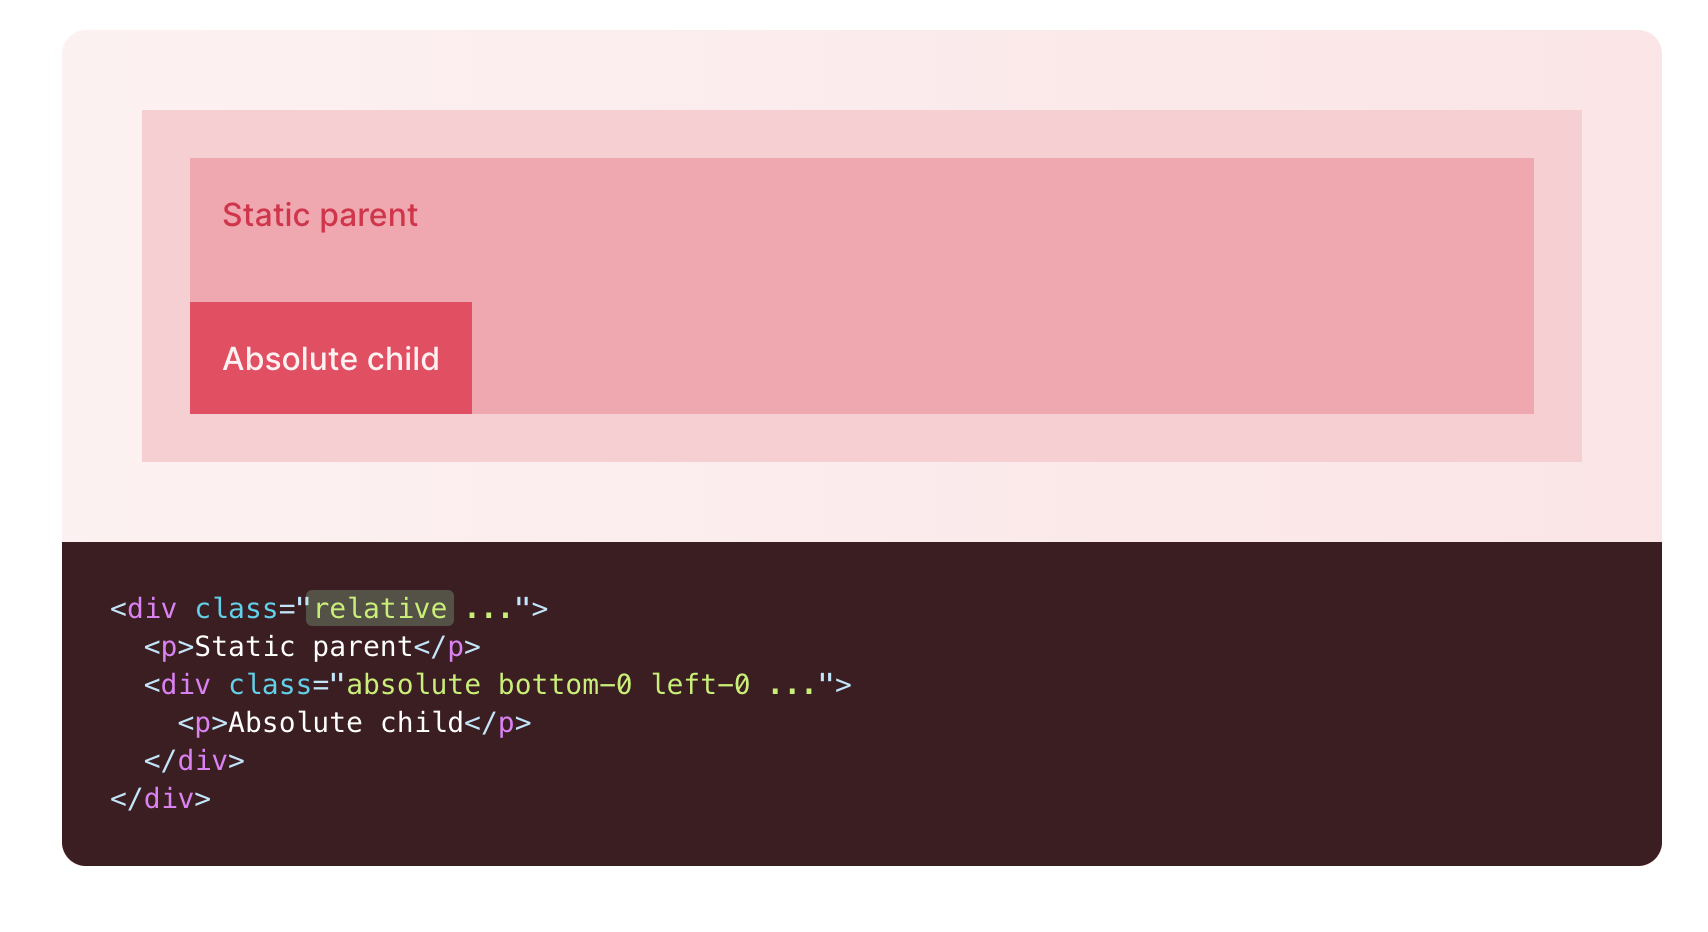 Static parent
Absolute child
<div class="relative ...">
  <p>Static parent</p>
  <div class="absolute bottom-0 left-0 ...">
    <p>Absolute child</p>
  </div>
</div>